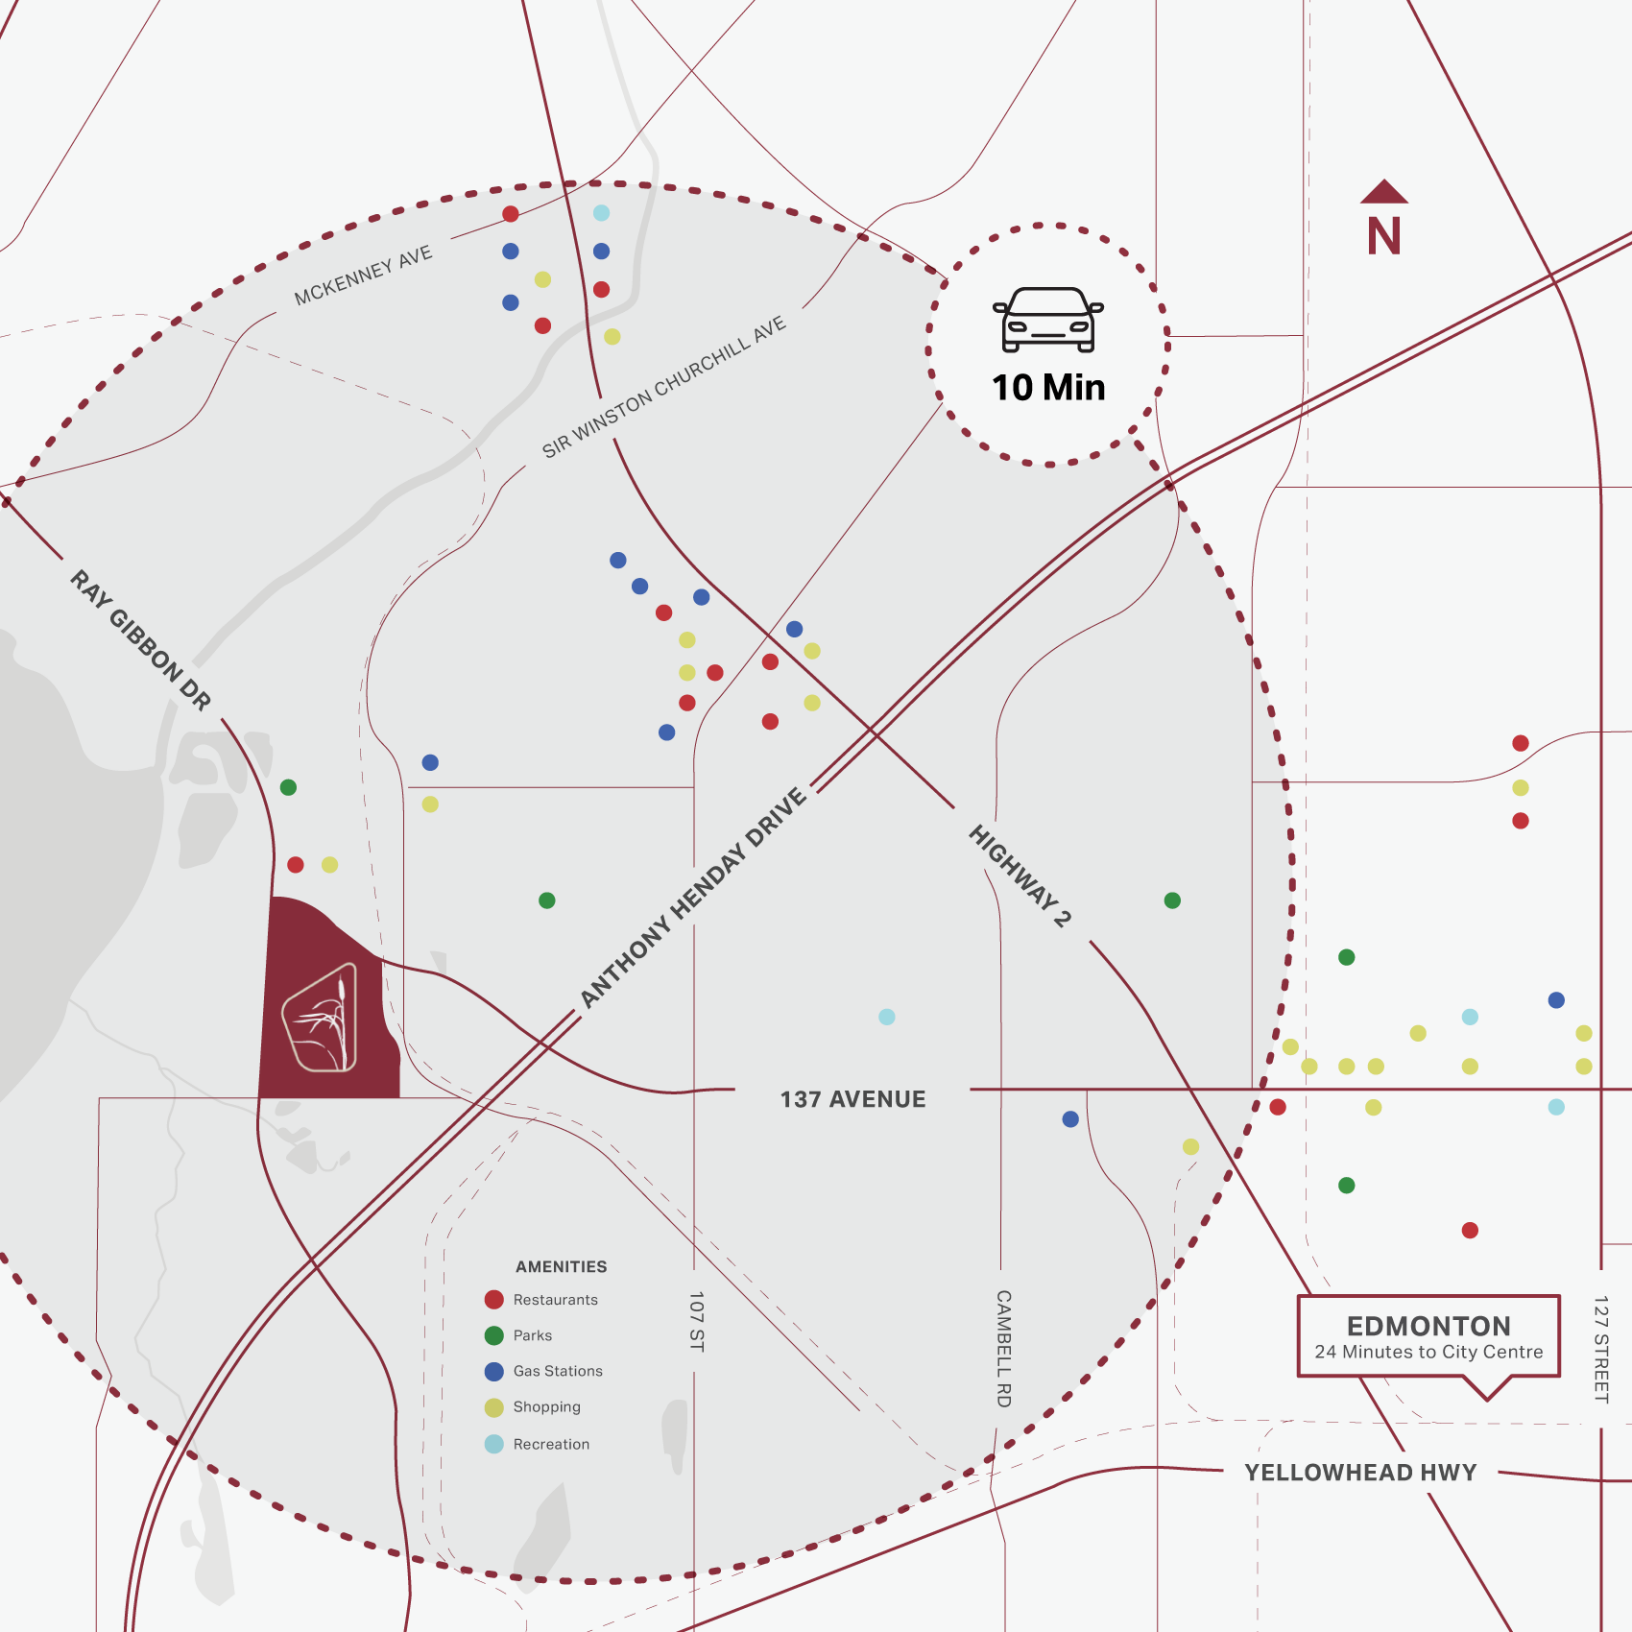 N
MCKENNEY AVE
SIR WINSTON CHURCHILL AVE
10 Min
RAY GIBBON DR
ANTHONY HENDAY DRIVE
HIGHWAY 2
137 AVENUE
AMENITIES
Restaurants
Parks
Gas Stations
Shopping
Recreation
107 ST
CAMBELL RD
EDMONTON
24 Minutes to City Centre
127 STREET
YELLOWHEAD HWY